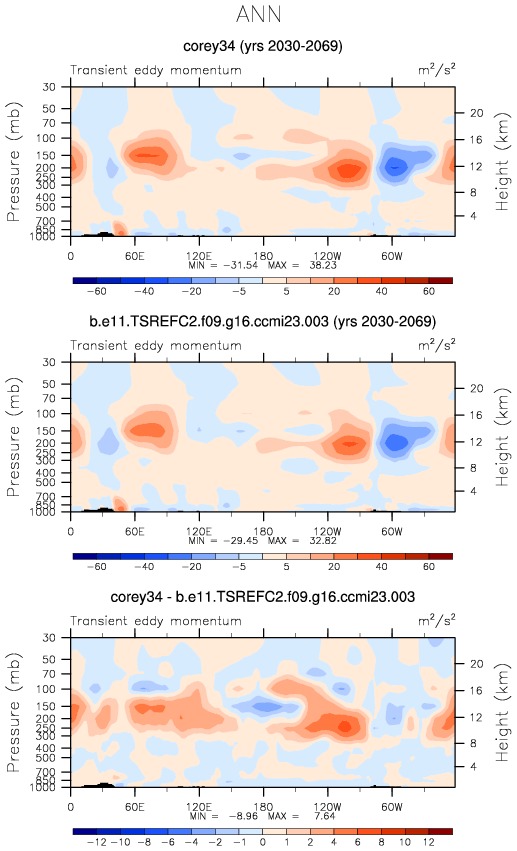 ANN
corey34 (yrs 2030-2069)
Transient eddy momentum m²/s²
Pressure (mb)
30
50
70
100
150
200
250
300
400
500
700
850
1000
20
16
12
8
4
Height (km)
0 60E 120E 180 120W 60W
MIN = -31.54 MAX = 38.23
-60 -40 -20 -5 5 20 40 60
b.e11.TSREFC2.f09.g16.ccmi23.003 (yrs 2030-2069)
Transient eddy momentum m²/s²
Pressure (mb)
30
50
70
100
150
200
250
300
400
500
700
850
1000
20
16
12
8
4
Height (km)
0 60E 120E 180 120W 60W
MIN = -29.45 MAX = 32.82
-60 -40 -20 -5 5 20 40 60
corey34 - b.e11.TSREFC2.f09.g16.ccmi23.003
Transient eddy momentum m²/s²
Pressure (mb)
30
50
70
100
150
200
250
300
400
500
700
850
1000
20
16
12
8
4
Height (km)
0 60E 120E 180 120W 60W
MIN = -8.96 MAX = 7.64
-12 -10 -8 -6 -4 -2 -1 0 1 2 4 6 8 10 12